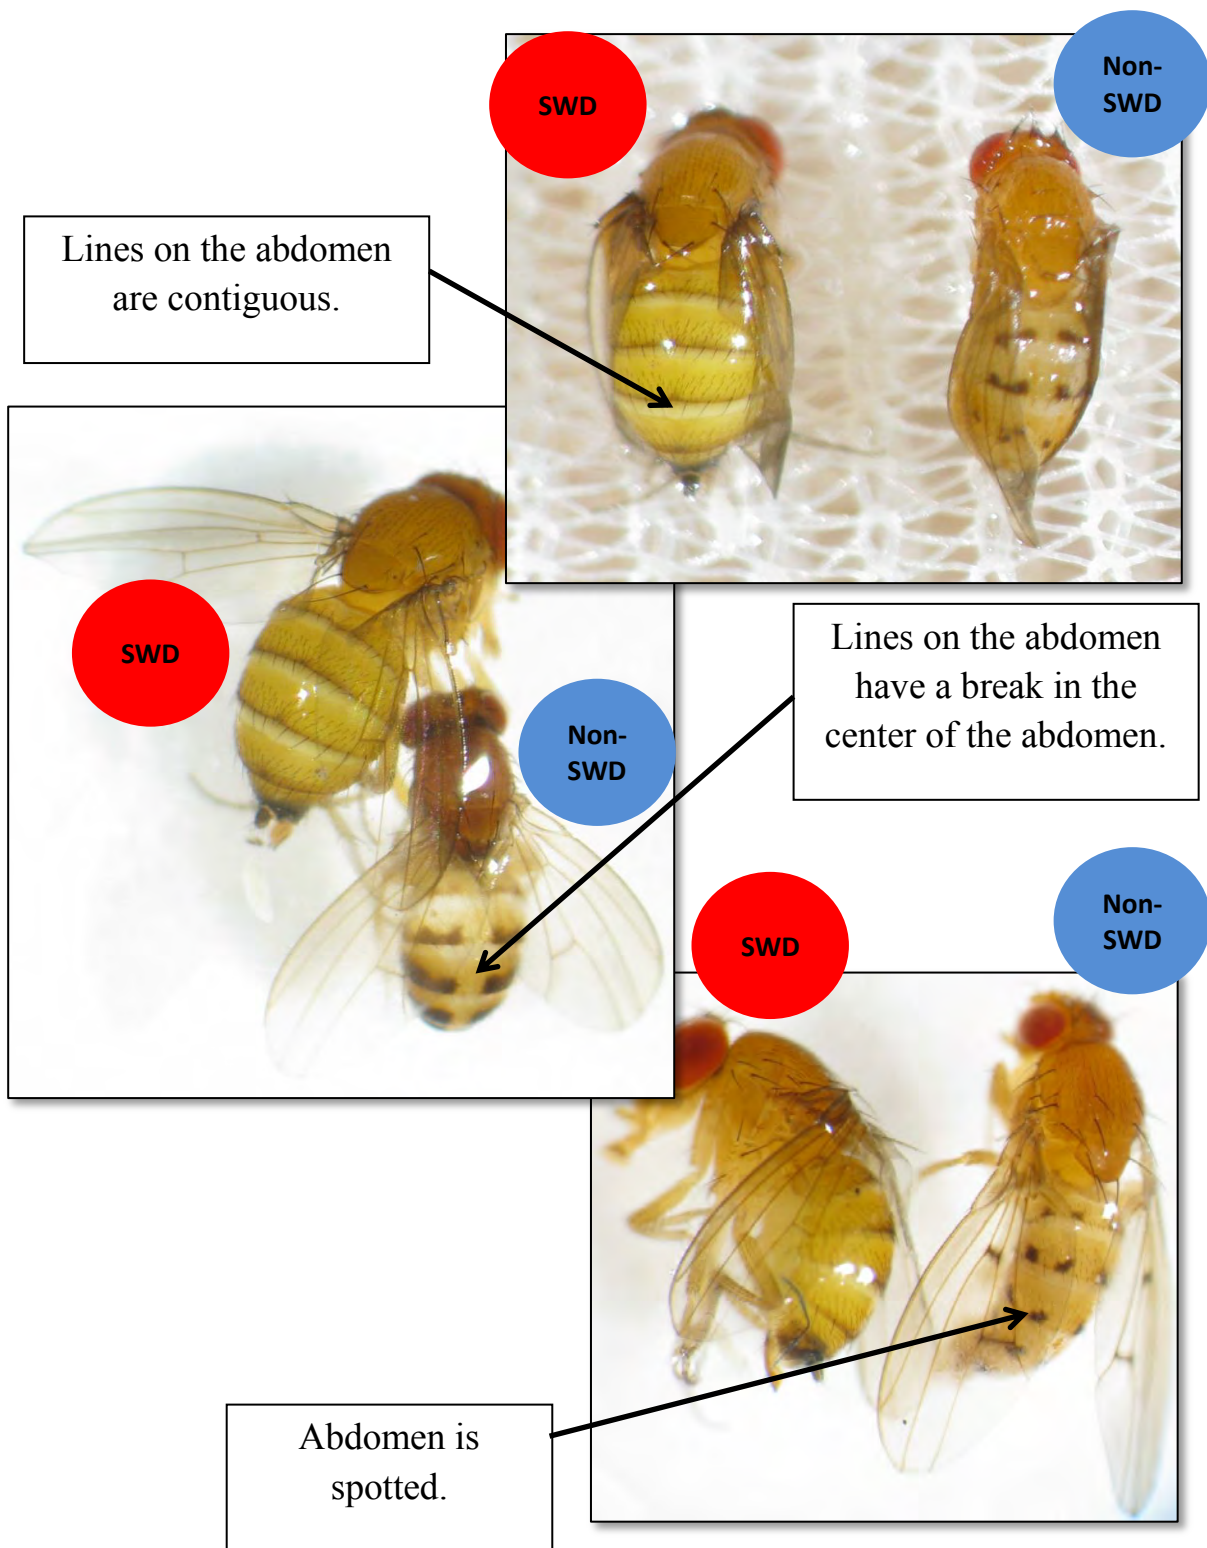 SWD
Non-
SWD
Lines on the abdomen
are contiguous.
SWD
Non-
SWD
Lines on the abdomen
have a break in the
center of the abdomen.
SWD
Non-
SWD
Abdomen is
spotted.